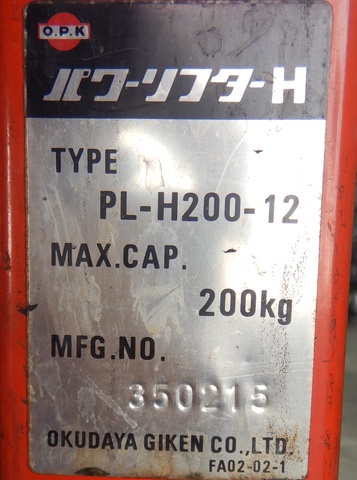 O.P.K
パワーリフターH
TYPE
PL-H200-12
MAX.CAP.
200kg
MFG.NO.
350215
OKUDAYA GIKEN CO.,LTD.
FA02-02-1